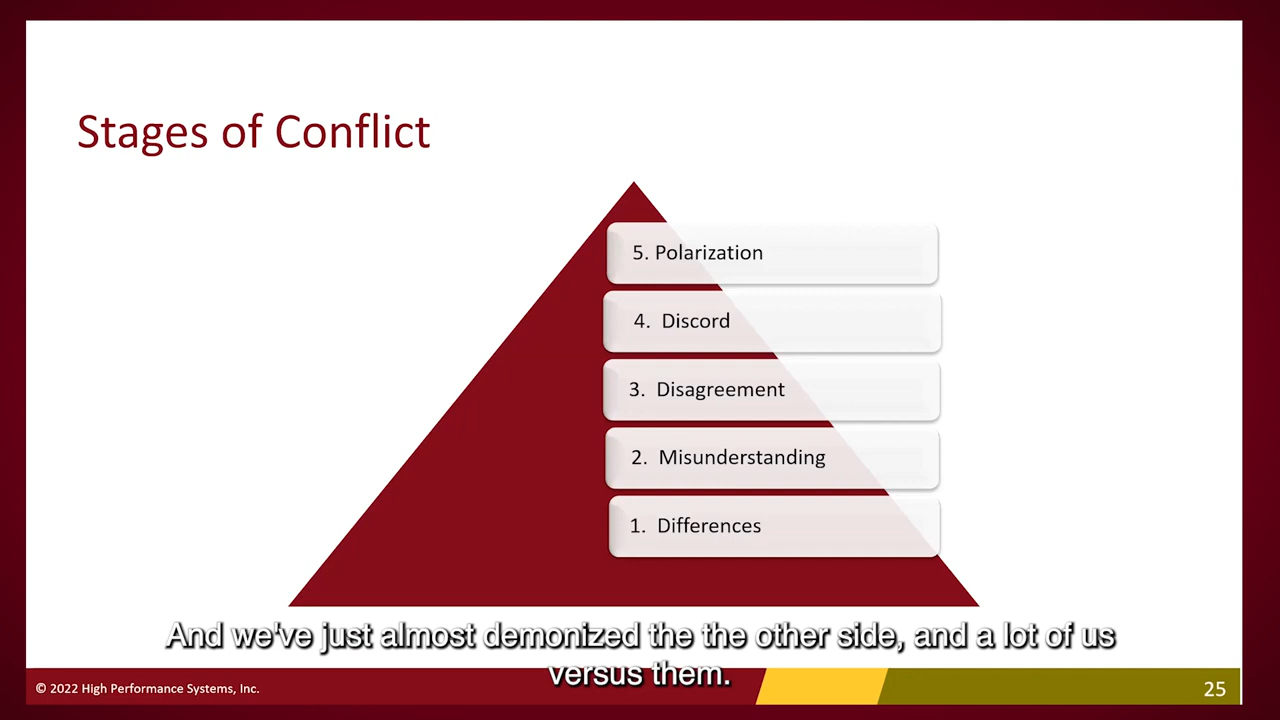 Stages of Conflict
5. Polarization
4. Discord
3. Disagreement
2. Misunderstanding
1. Differences
And we've just almost demonized the the other side, and a lot of us
versus them.
© 2022 High Performance Systems, Inc.
25